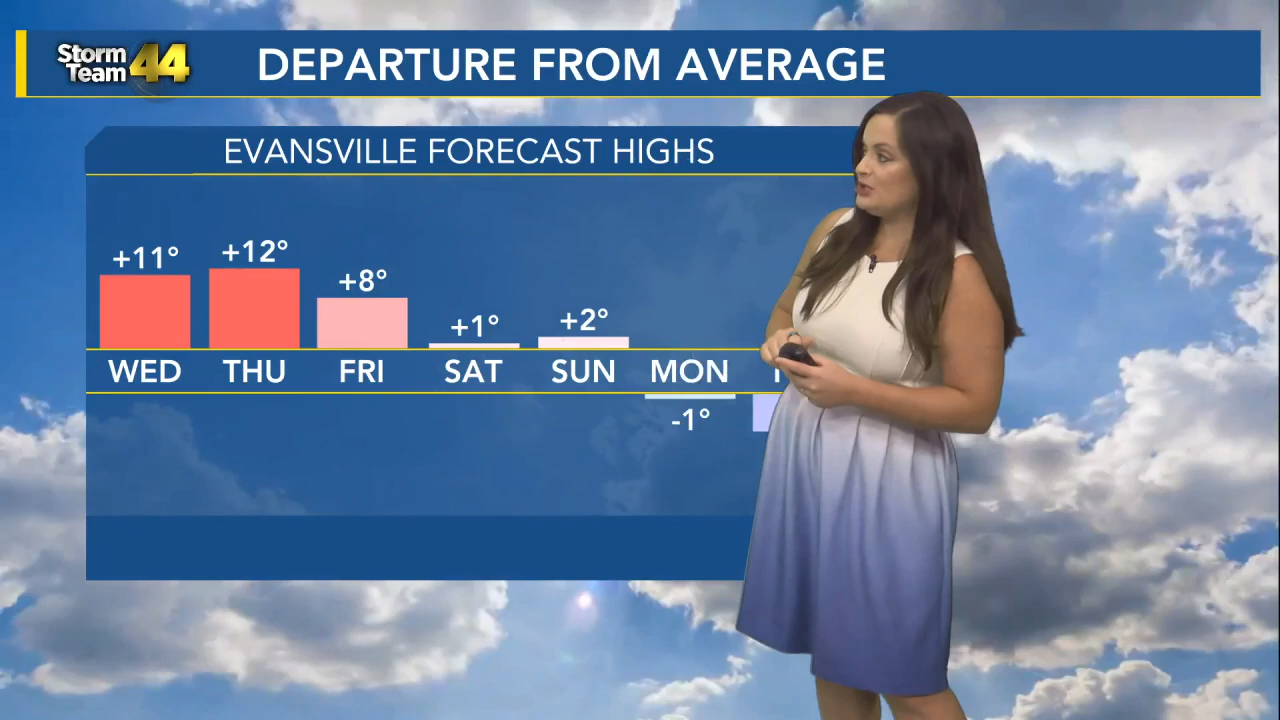 Storm Team 44
DEPARTURE FROM AVERAGE
EVANSVILLE FORECAST HIGHS
+11° +12° +8° +1° +2°
WED THU FRI SAT SUN MON
-1°